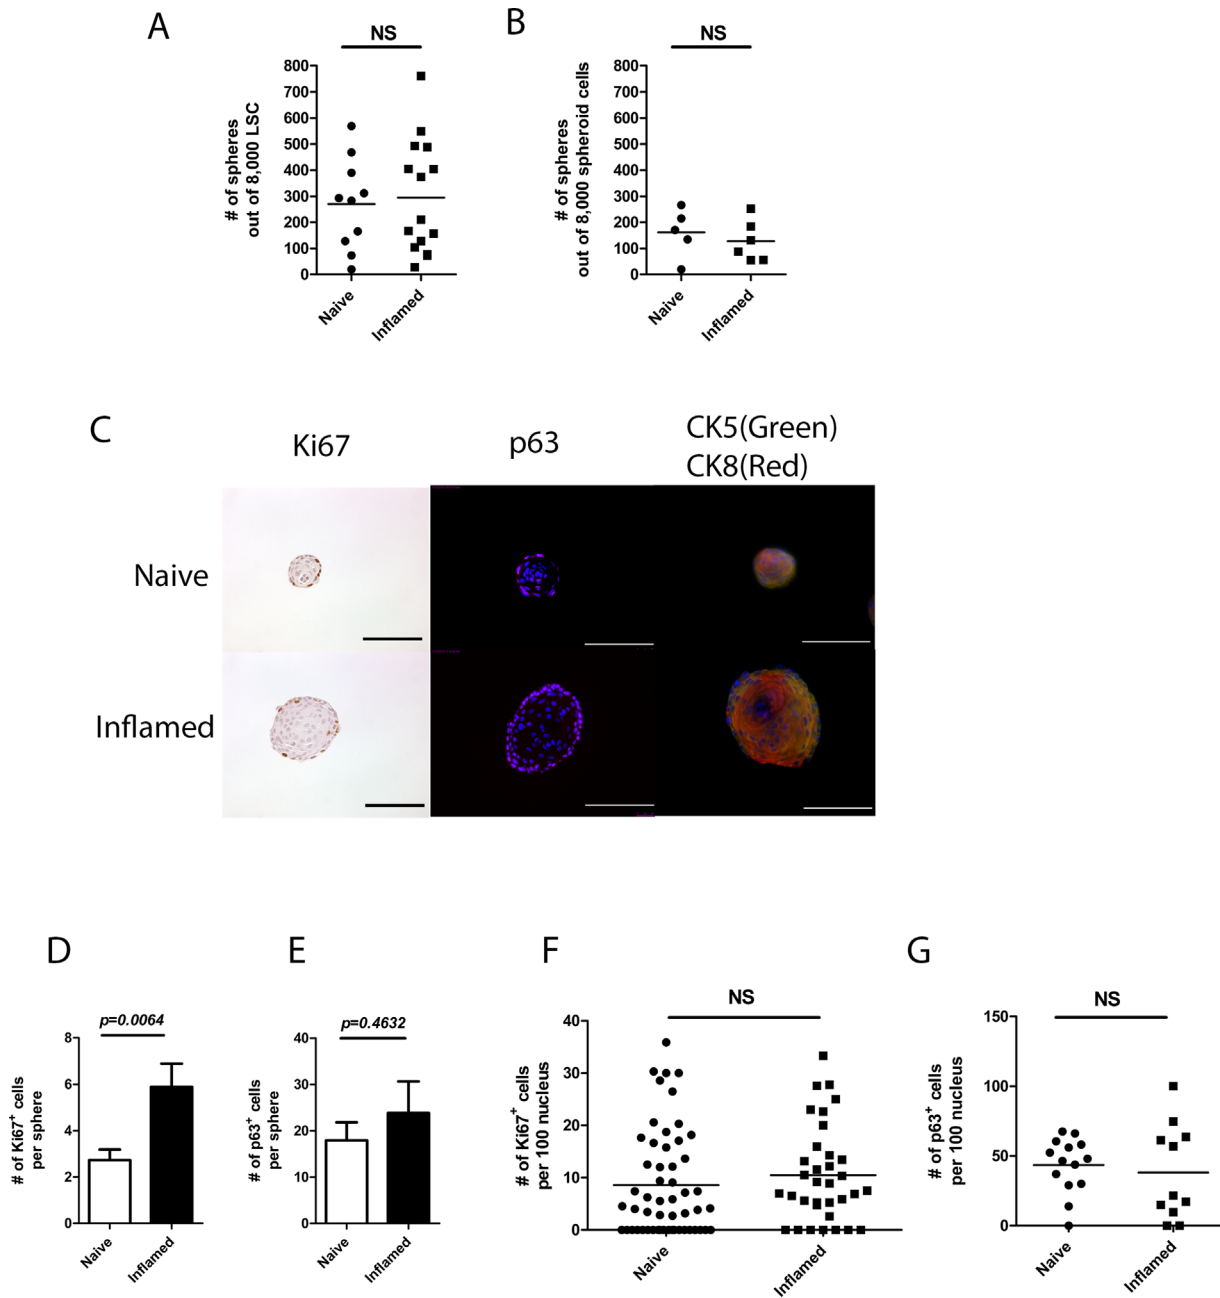 A
NS
# of spheres
out of 8,000 LSC
800
700
600
500
400
300
200
100
0
Naive
Inflamed
B
NS
# of spheres
out of 8,000 spheroid cells
800
700
600
500
400
300
200
100
0
Naive
Inflamed
C
Ki67
p63
CK5(Green)
CK8(Red)
Naive
Inflamed
D
p=0.0064
# of Ki67+ cells
per sphere
8
6
4
2
0
Naive
Inflamed
E
p=0.4632
# of p63+ cells
per sphere
40
30
20
10
0
Naive
Inflamed
F
NS
# of Ki67+ cells
per 100 nucleus
40
30
20
10
0
Naive
Inflamed
G
NS
# of p63+ cells
per 100 nucleus
150
100
50
0
Naive
Inflamed